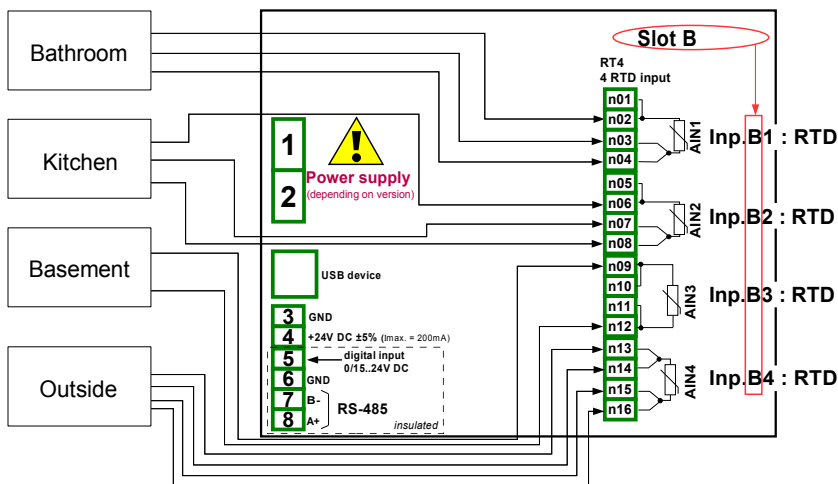 Bathroom
Kitchen
Basement
Outside
Slot B
RT4
4 RTD input
1
2
Power supply
(depending on version)
USB device
3 GND
4 +24V DC ±5% (Imax. = 200mA)
5 digital input
0/15..24V DC
6 GND
7 B-
8 A+
RS-485
insulated
n01
n02
n03
n04
n05
n06
n07
n08
n09
n10
n11
n12
n13
n14
n15
n16
AIN1
AIN2
AIN3
AIN4
Inp.B1 : RTD
Inp.B2 : RTD
Inp.B3 : RTD
Inp.B4 : RTD